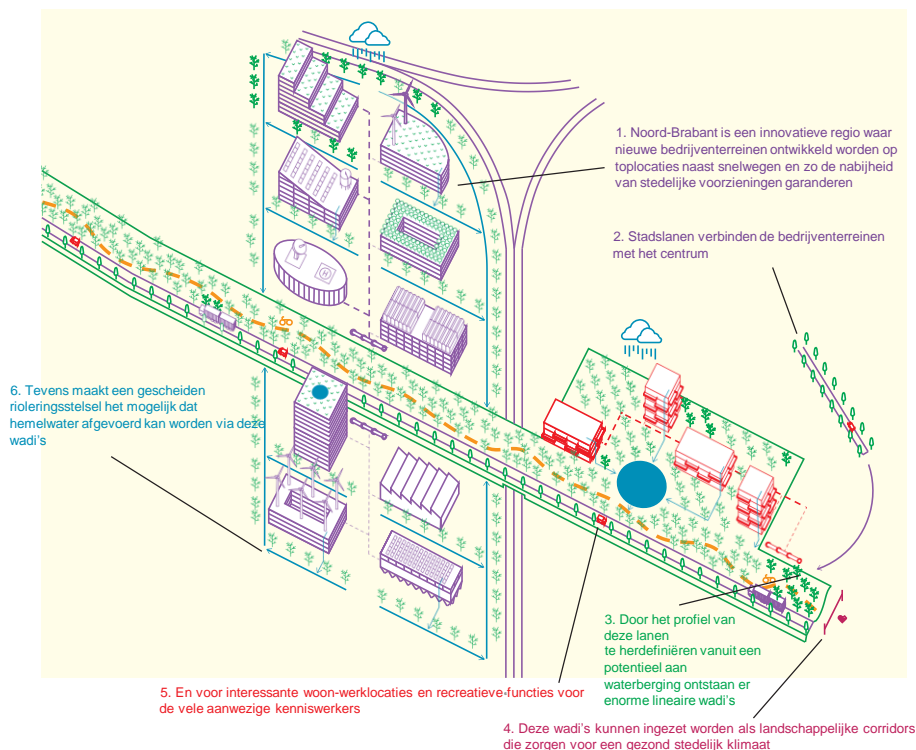 1. Noord-Brabant is een innovatieve regio waar
nieuwe bedrijventerreinen ontwikkeld worden op
toplocaties naast snelwegen en zo de nabijheid
van stedelijke voorzieningen garanderen
2. Stadslanen verbinden de bedrijventerreinen
met het centrum
6. Tevens maakt een gescheiden
rioleringsstelsel het mogelijk dat
hemelwater afgevoerd kan worden via deze
wadi's
H
3. Door het profiel van
deze lanen
te herdefiniëren vanuit een
potentieel aan
waterberging ontstaan er
enorme lineaire wadi's
5. En voor interessante woon-werklocaties en recreatieve-functies voor
de vele aanwezige kenniswerkers
4. Deze wadi's kunnen ingezet worden als landschappelijke corridors
die zorgen voor een gezond stedelijk klimaat